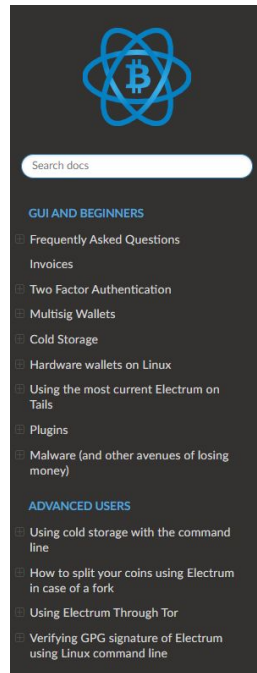 Search docs
GUI AND BEGINNERS
Frequently Asked Questions
Invoices
Two Factor Authentication
Multisig Wallets
Cold Storage
Hardware wallets on Linux
Using the most current Electrum on
Tails
Plugins
Malware (and other avenues of losing
money)
ADVANCED USERS
Using cold storage with the command
line
How to split your coins using Electrum
in case of a fork
Using Electrum Through Tor
Verifying GPG signature of Electrum
using Linux command line